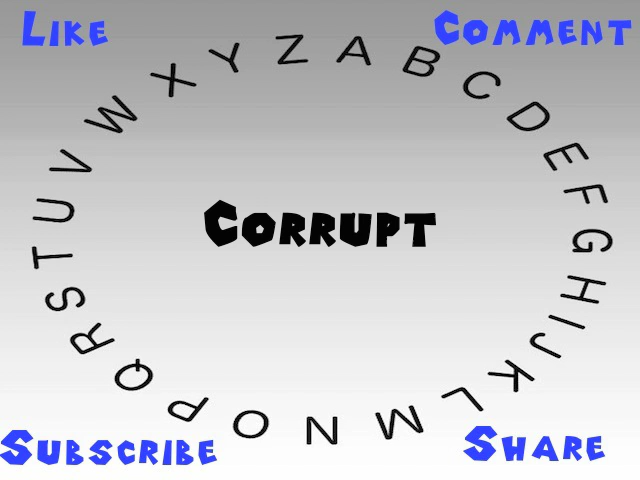 Like
Comment
A B C D E F G H I J K L M N O P Q R S T U V W X Y Z
Corrupt
Subscribe
Share